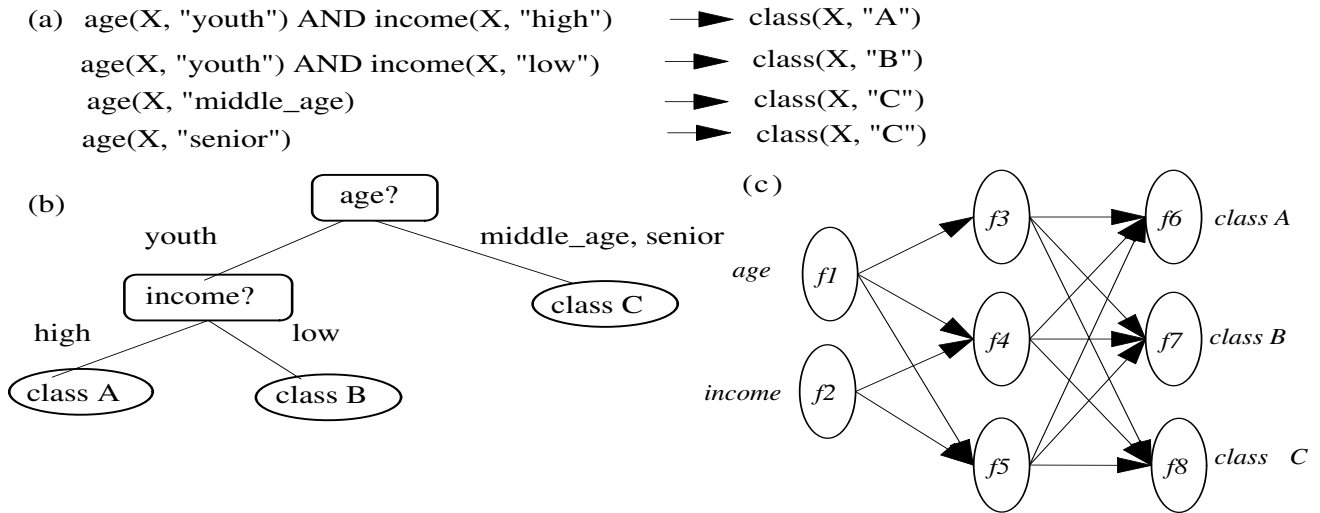 (a) age(X, "youth") AND income(X, "high") class(X, "A")
age(X, "youth") AND income(X, "low") class(X, "B")
age(X, "middle_age) class(X, "C")
age(X, "senior") class(X, "C")
(b)
age?
youth
middle_age, senior
income?
class C
high
low
class A
class B
(c)
age
income
f1
f2
f3
f4
f5
f6
f7
f8
class A
class B
class C